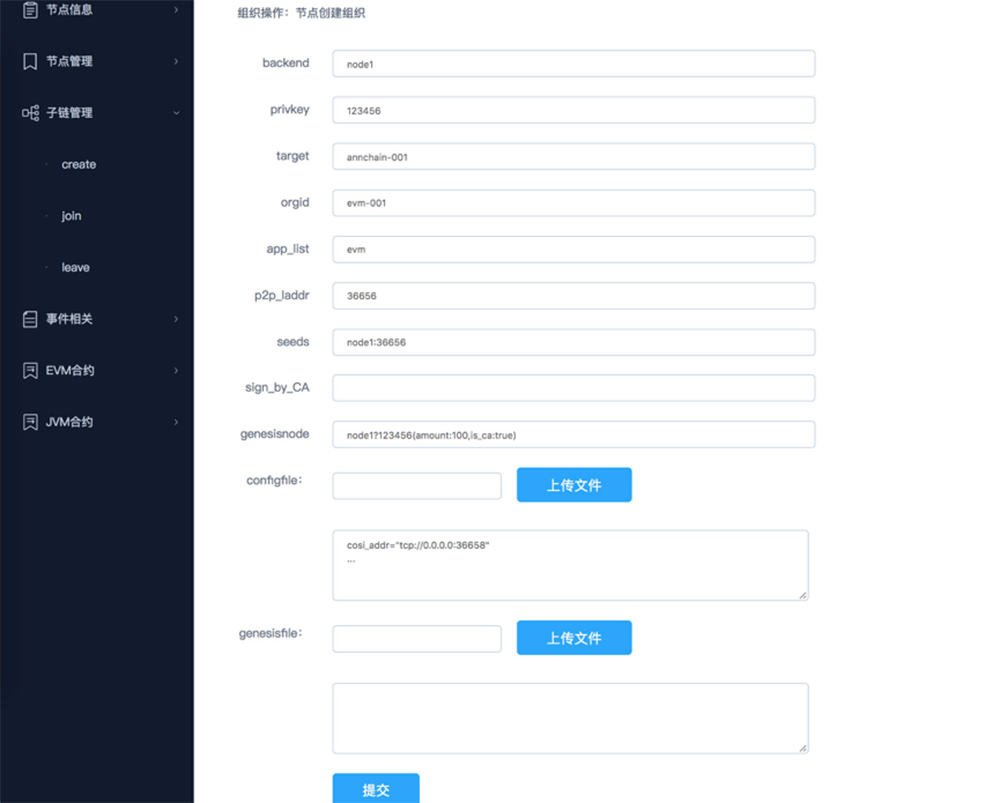 节点信息
节点管理
子链管理
create
join
leave
事件相关
EVM合约
JVM合约
组织操作：节点创建组织
backend node1
privkey 123456
target annchain-001
orgid evm-001
app_list evm
p2p_laddr 36656
seeds node1:36656
sign_by_CA
genesisnode node1?123456(amount:100,is_ca:true)
configfile： 上传文件
cosi_addr="tcp://0.0.0.0:36658"
...
genesisfile： 上传文件
提交